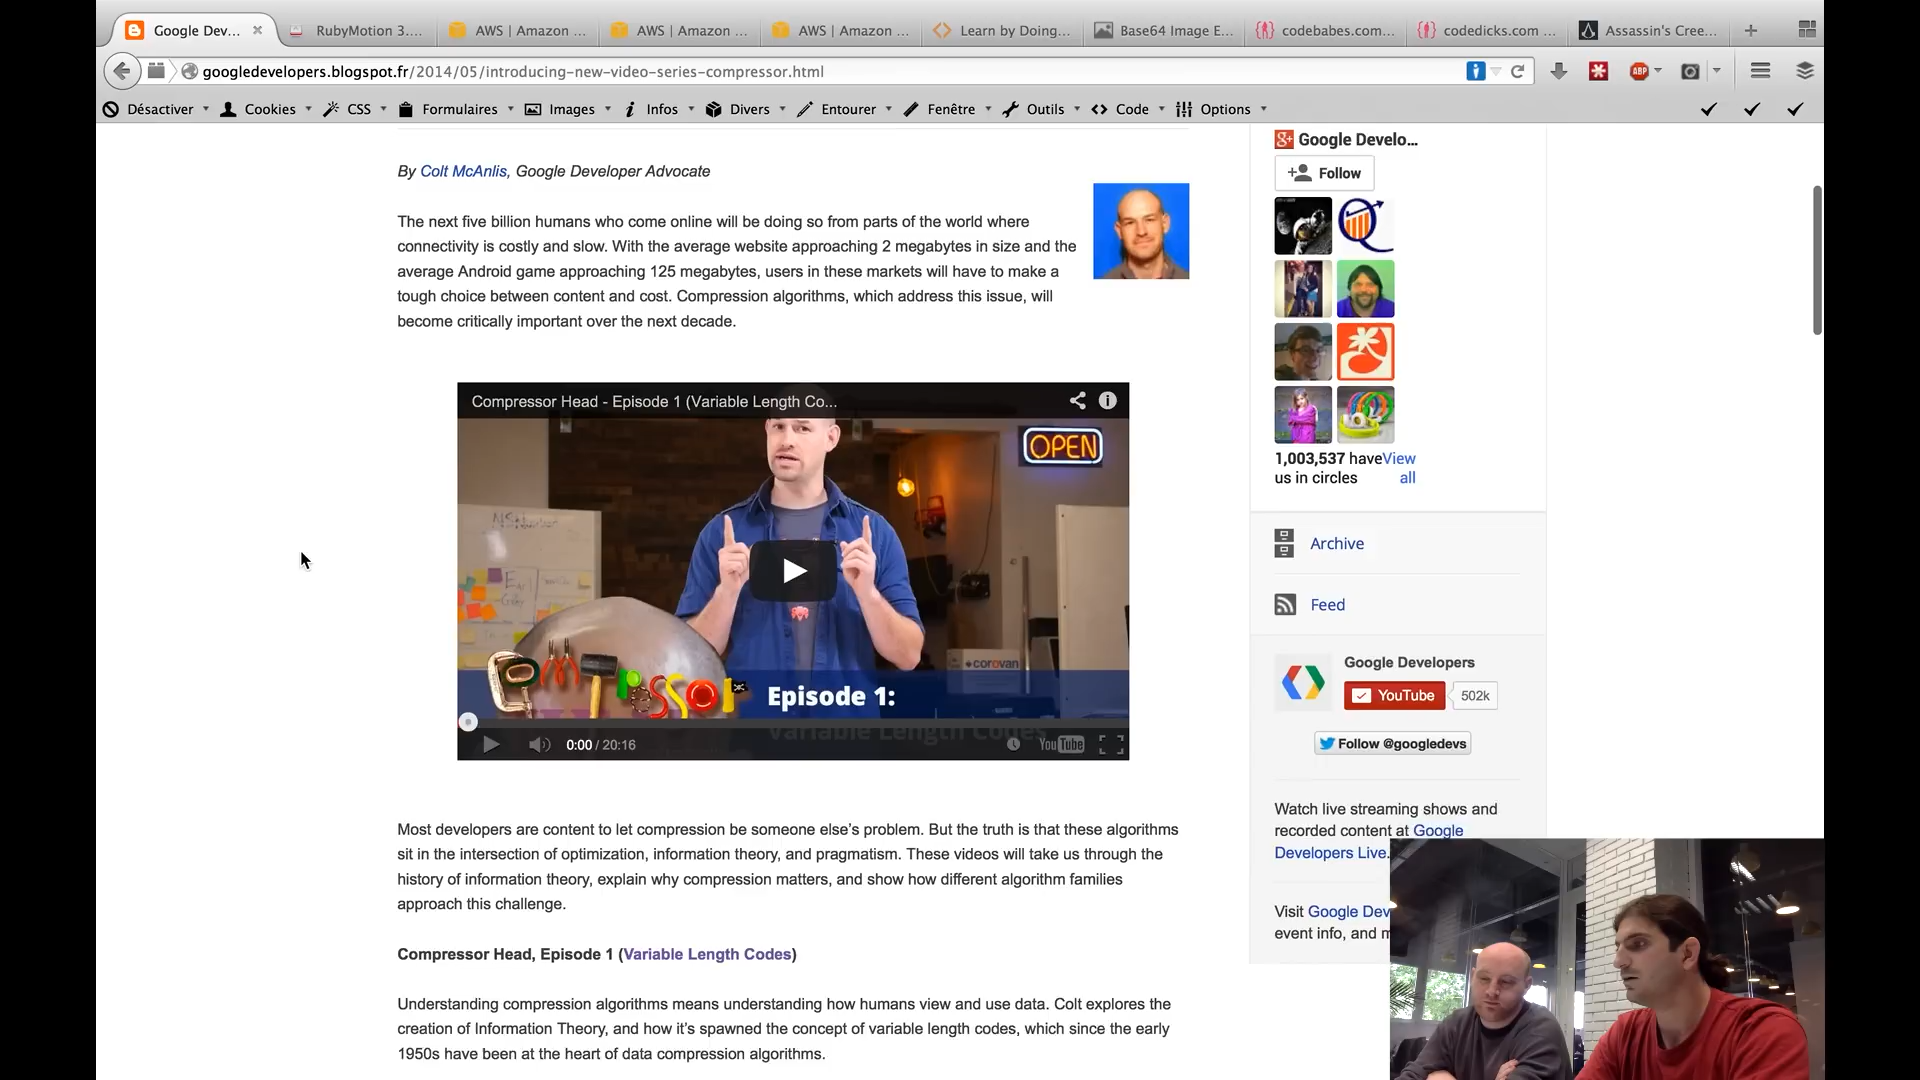 Google Dev...
RubyMotion 3....
AWS | Amazon ...
AWS | Amazon ...
AWS | Amazon ...
Learn by Doing...
Base64 Image E...
codebabes.com...
codedicks.com ...
Assassin's Cree...
googledevelopers.blogspot.fr/2014/05/introducing-new-video-series-compressor.html
ABP
Désactiver
Cookies
CSS
Formulaires
Images
Infos
Divers
Entourer
Fenêtre
Outils
Code
Options
By Colt McAnlis, Google Developer Advocate
The next five billion humans who come online will be doing so from parts of the world where
connectivity is costly and slow. With the average website approaching 2 megabytes in size and the
average Android game approaching 125 megabytes, users in these markets will have to make a
tough choice between content and cost. Compression algorithms, which address this issue, will
become critically important over the next decade.
Compressor Head - Episode 1 (Variable Length Co...
OPEN
corovan
Compressor
Episode 1:
Variable Length Codes
0:00 / 20:16
YouTube
Most developers are content to let compression be someone else's problem. But the truth is that these algorithms
sit in the intersection of optimization, information theory, and pragmatism. These videos will take us through the
history of information theory, explain why compression matters, and show how different algorithm families
approach this challenge.
Compressor Head, Episode 1 (Variable Length Codes)
Understanding compression algorithms means understanding how humans view and use data. Colt explores the
creation of Information Theory, and how it's spawned the concept of variable length codes, which since the early
1950s have been at the heart of data compression algorithms.
g+ Google Develo...
Follow
1,003,537 have View
us in circles all
Archive
Feed
Google Developers
YouTube 502k
Follow @googledevs
Watch live streaming shows and
recorded content at Google
Developers Live.
Visit Google Dev
event info, and m